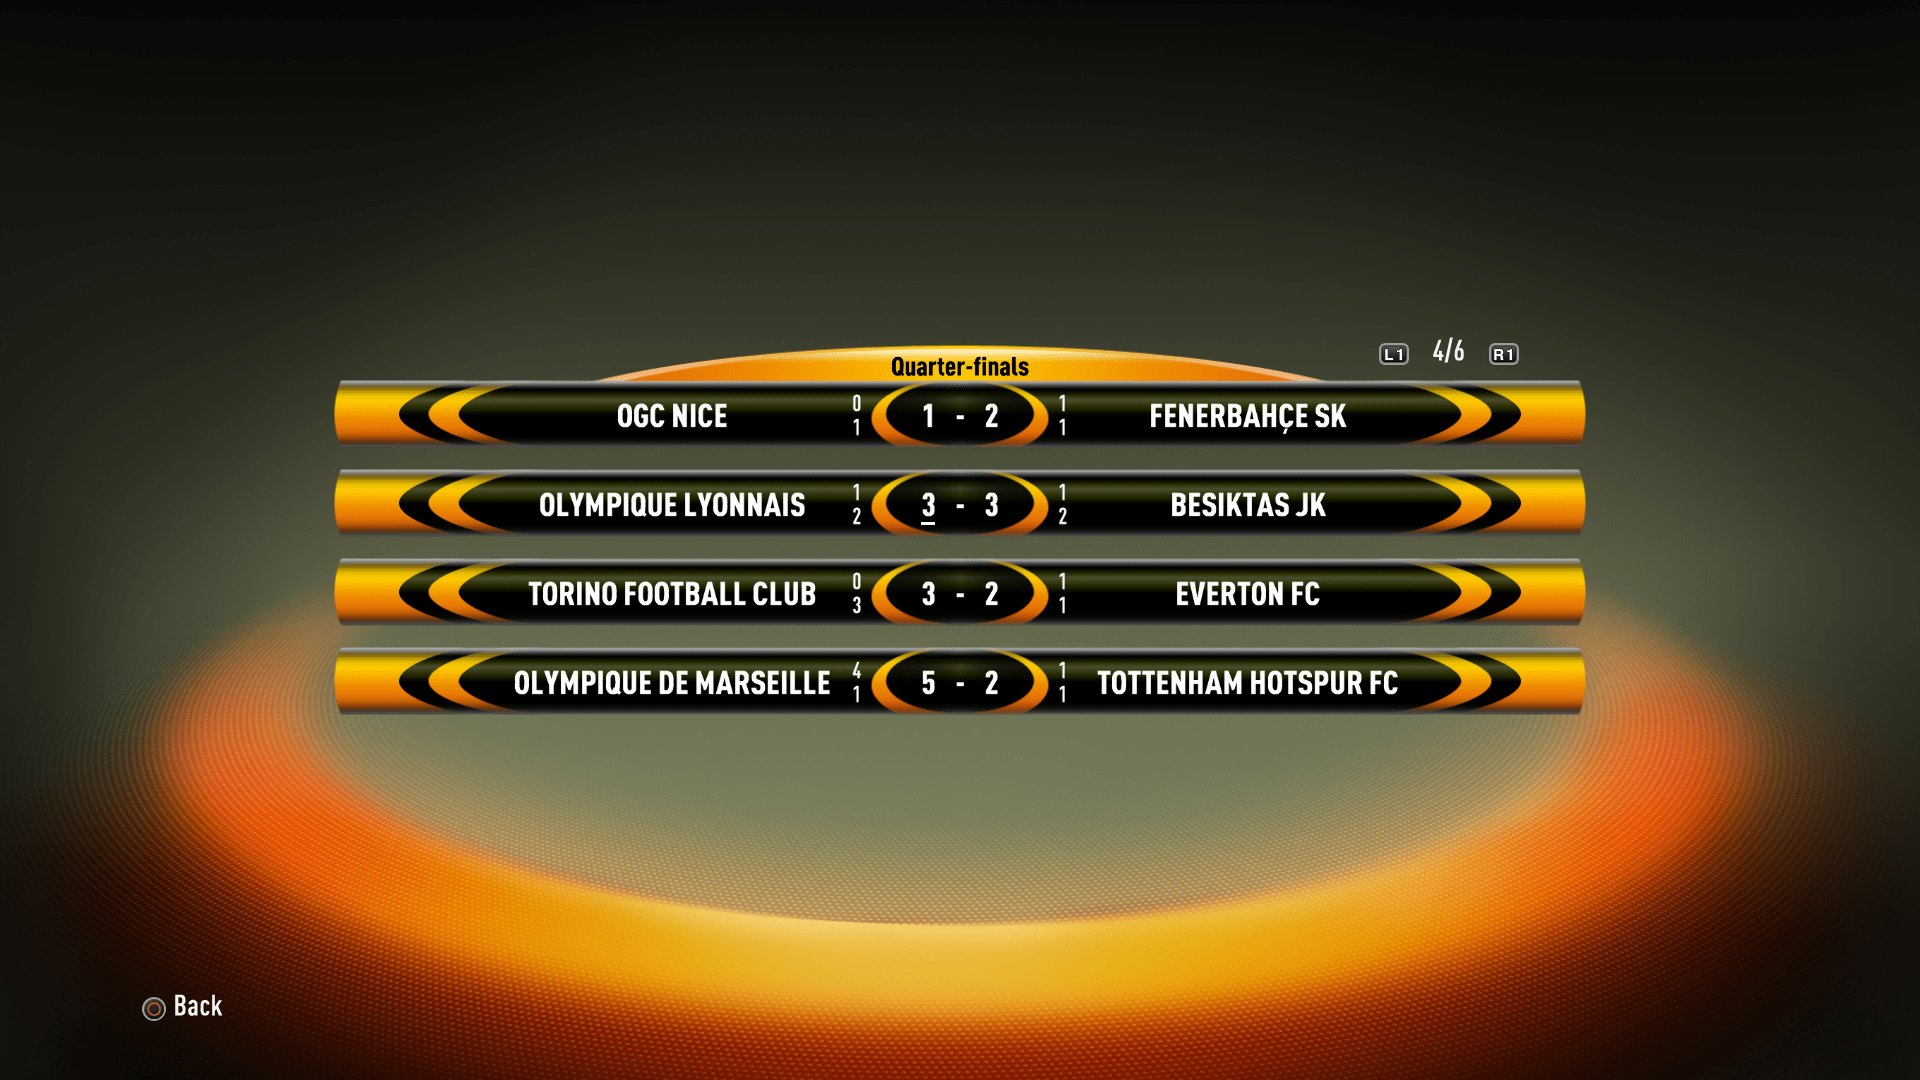 L1 4/6 R1
Quarter-finals
OGC NICE 0 1 1 - 2 1 1 FENERBAHÇE SK
OLYMPIQUE LYONNAIS 1 2 3 - 3 1 2 BESIKTAS JK
TORINO FOOTBALL CLUB 0 3 3 - 2 1 1 EVERTON FC
OLYMPIQUE DE MARSEILLE 4 1 5 - 2 1 1 TOTTENHAM HOTSPUR FC
Back